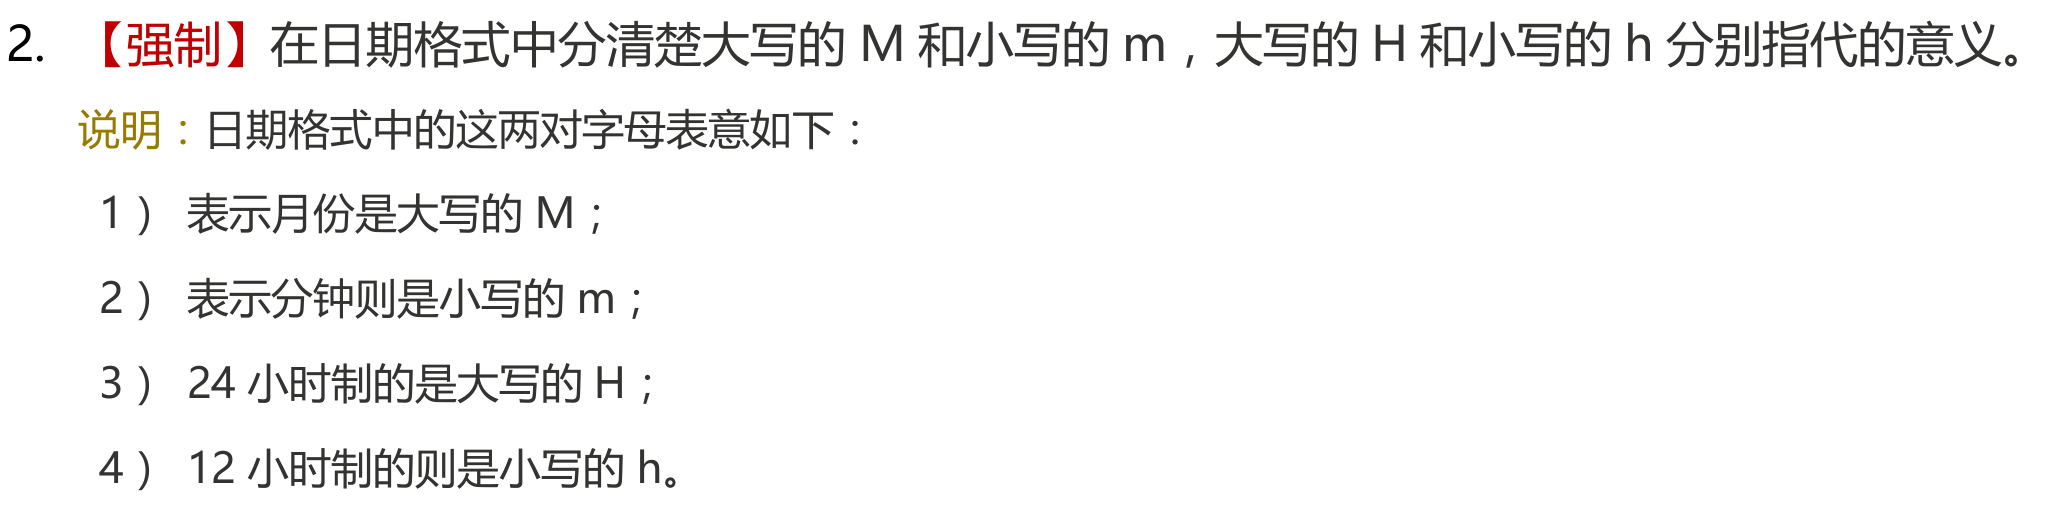 2. 【强制】在日期格式中分清楚大写的 M 和小写的 m，大写的 H 和小写的 h 分别指代的意义。
说明：日期格式中的这两对字母表意如下：
1） 表示月份是大写的 M；
2） 表示分钟则是小写的 m；
3） 24 小时制的是大写的 H；
4） 12 小时制的则是小写的 h。